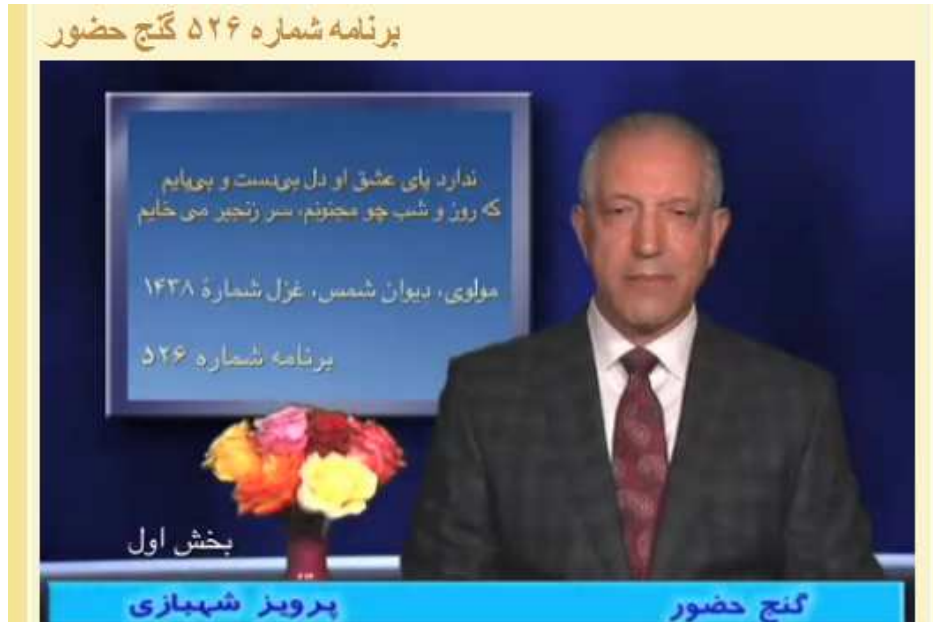 برنامه شماره ۵۲۶ گنج حضور
ندارد پای عشق او دل بی‌دست و بی‌پایم
که روز و شب چو مجنونم، سر زنجیر می خایم
مولوی، دیوان شمس، غزل شمارهٔ ۱۴۳۸
برنامه شماره ۵۲۶
بخش اول
گنج حضور
پرویز شهبازی